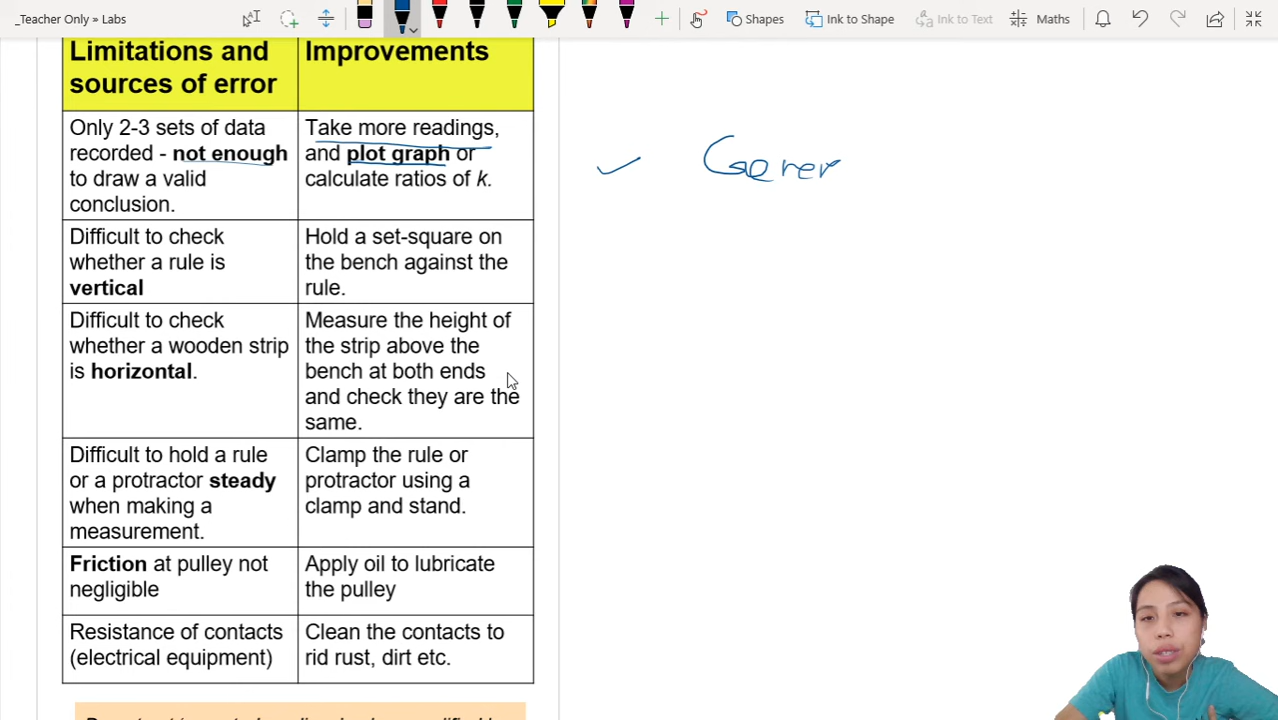 _Teacher Only » Labs
Shapes
Ink to Shape
Ink to Text
Maths
Limitations and
sources of error
Improvements
Only 2-3 sets of data
recorded - not enough
to draw a valid
conclusion.
Take more readings,
and plot graph or
calculate ratios of k.
Gener
Difficult to check
whether a rule is
vertical
Hold a set-square on
the bench against the
rule.
Difficult to check
whether a wooden strip
is horizontal.
Measure the height of
the strip above the
bench at both ends
and check they are the
same.
Difficult to hold a rule
or a protractor steady
when making a
measurement.
Clamp the rule or
protractor using a
clamp and stand.
Friction at pulley not
negligible
Apply oil to lubricate
the pulley
Resistance of contacts
(electrical equipment)
Clean the contacts to
rid rust, dirt etc.